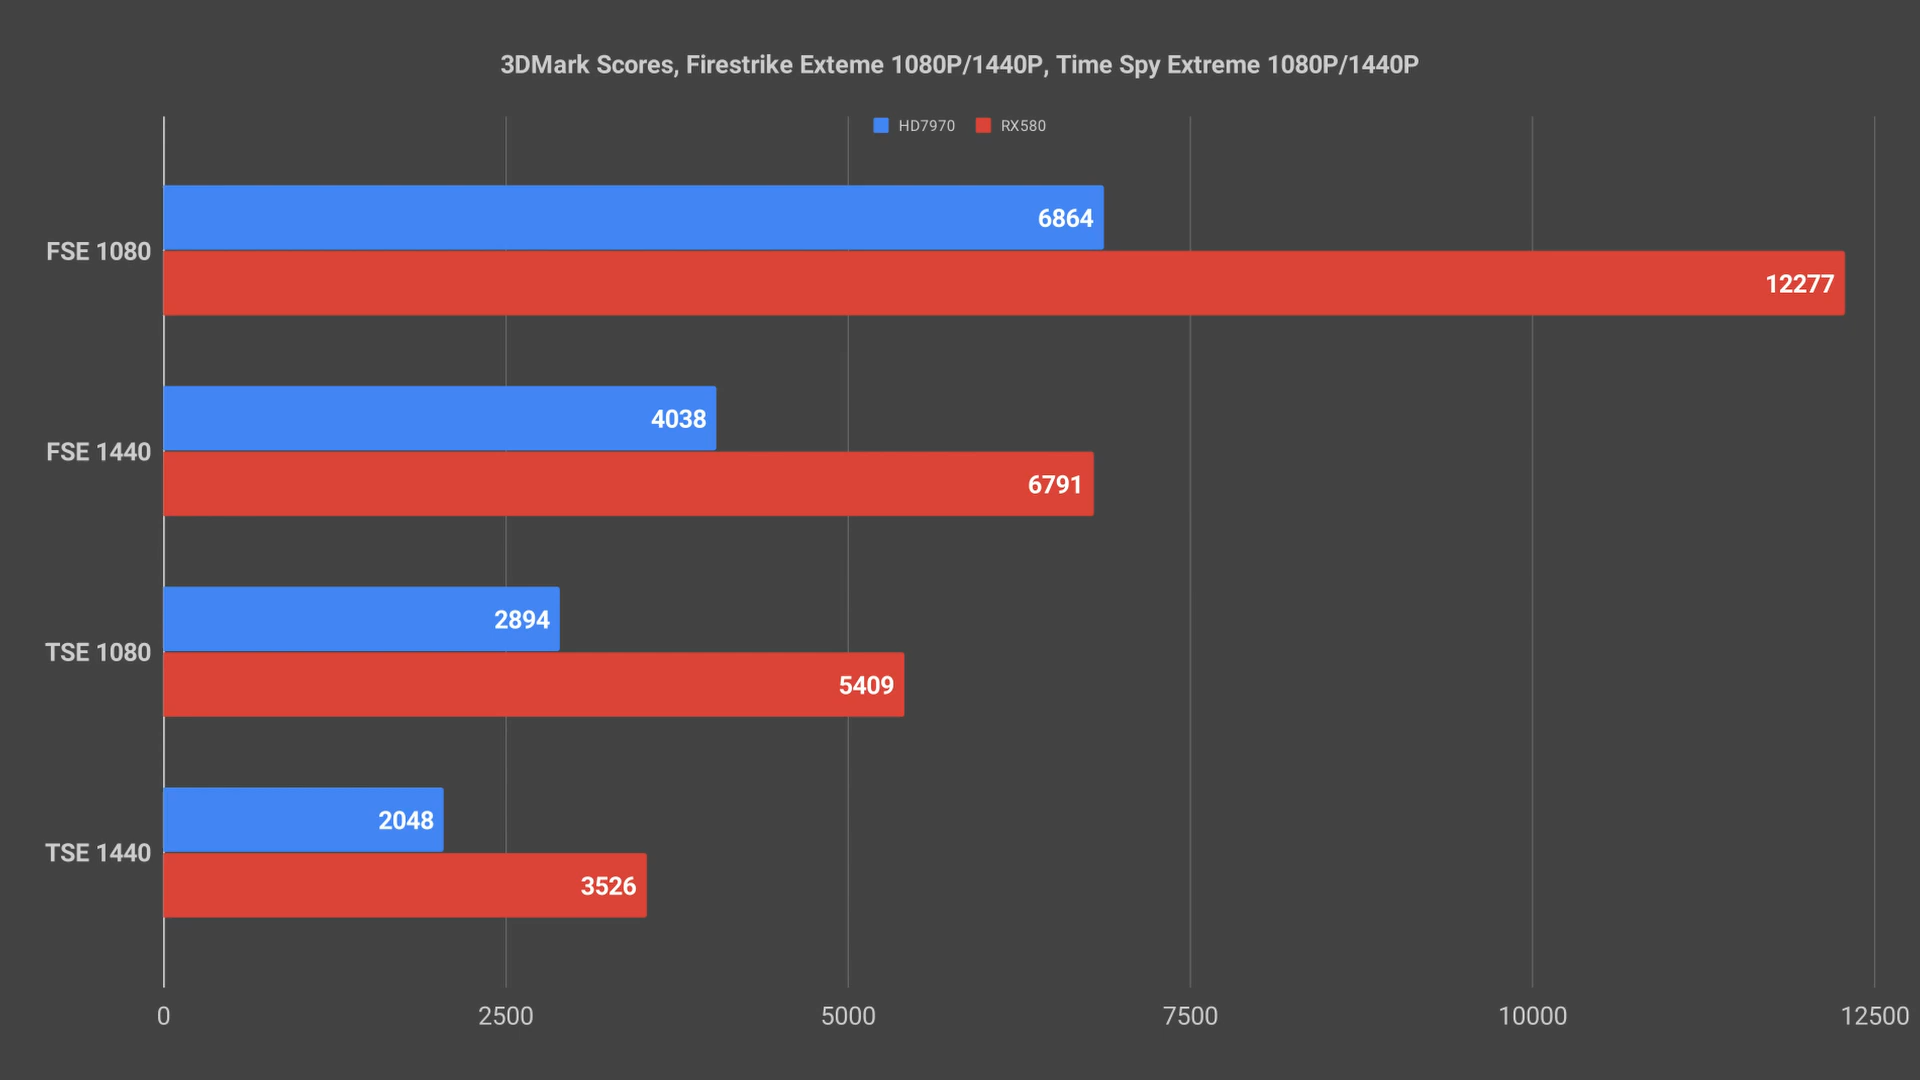 3DMark Scores, Firestrike Exteme 1080P/1440P, Time Spy Extreme 1080P/1440P
HD7970 RX580
FSE 1080
6864
12277
FSE 1440
4038
6791
TSE 1080
2894
5409
TSE 1440
2048
3526
0 2500 5000 7500 10000 12500